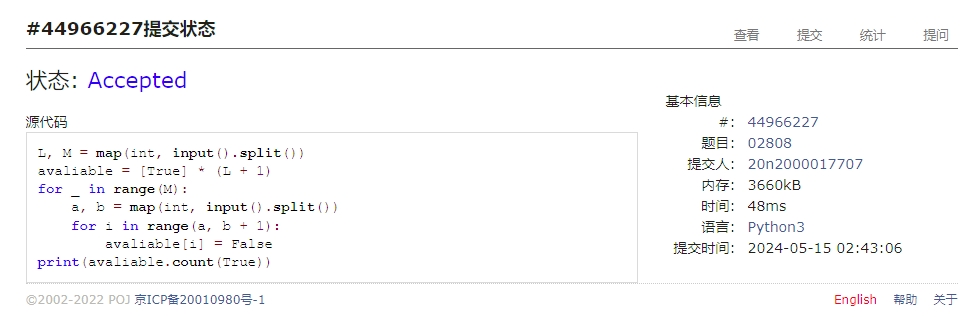 #44966227提交状态
查看 提交 统计 提问
状态: Accepted
源代码
L, M = map(int, input().split())
avaliable = [True] * (L + 1)
for _ in range(M):
    a, b = map(int, input().split())
    for i in range(a, b + 1):
        avaliable[i] = False
print(avaliable.count(True))
基本信息
#: 44966227
题目: 02808
提交人: 20n2000017707
内存: 3660kB
时间: 48ms
语言: Python3
提交时间: 2024-05-15 02:43:06
©2002-2022 POJ 京ICP备20010980号-1
English 帮助 关于